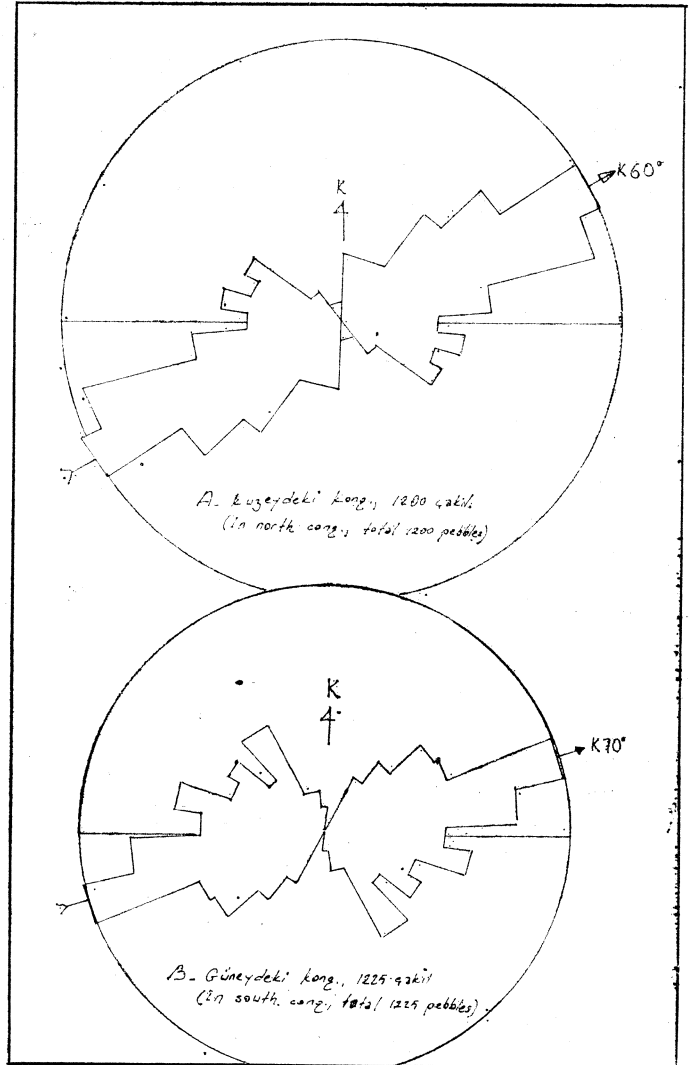 K
K60°
A- Kuzeydeki kong., 1200 çakıl.
(in north cong., total 1200 pebbles)
K
K70°
B- Güneydeki kong., 1225 çakıl
(in south cong., total 1225 pebbles)